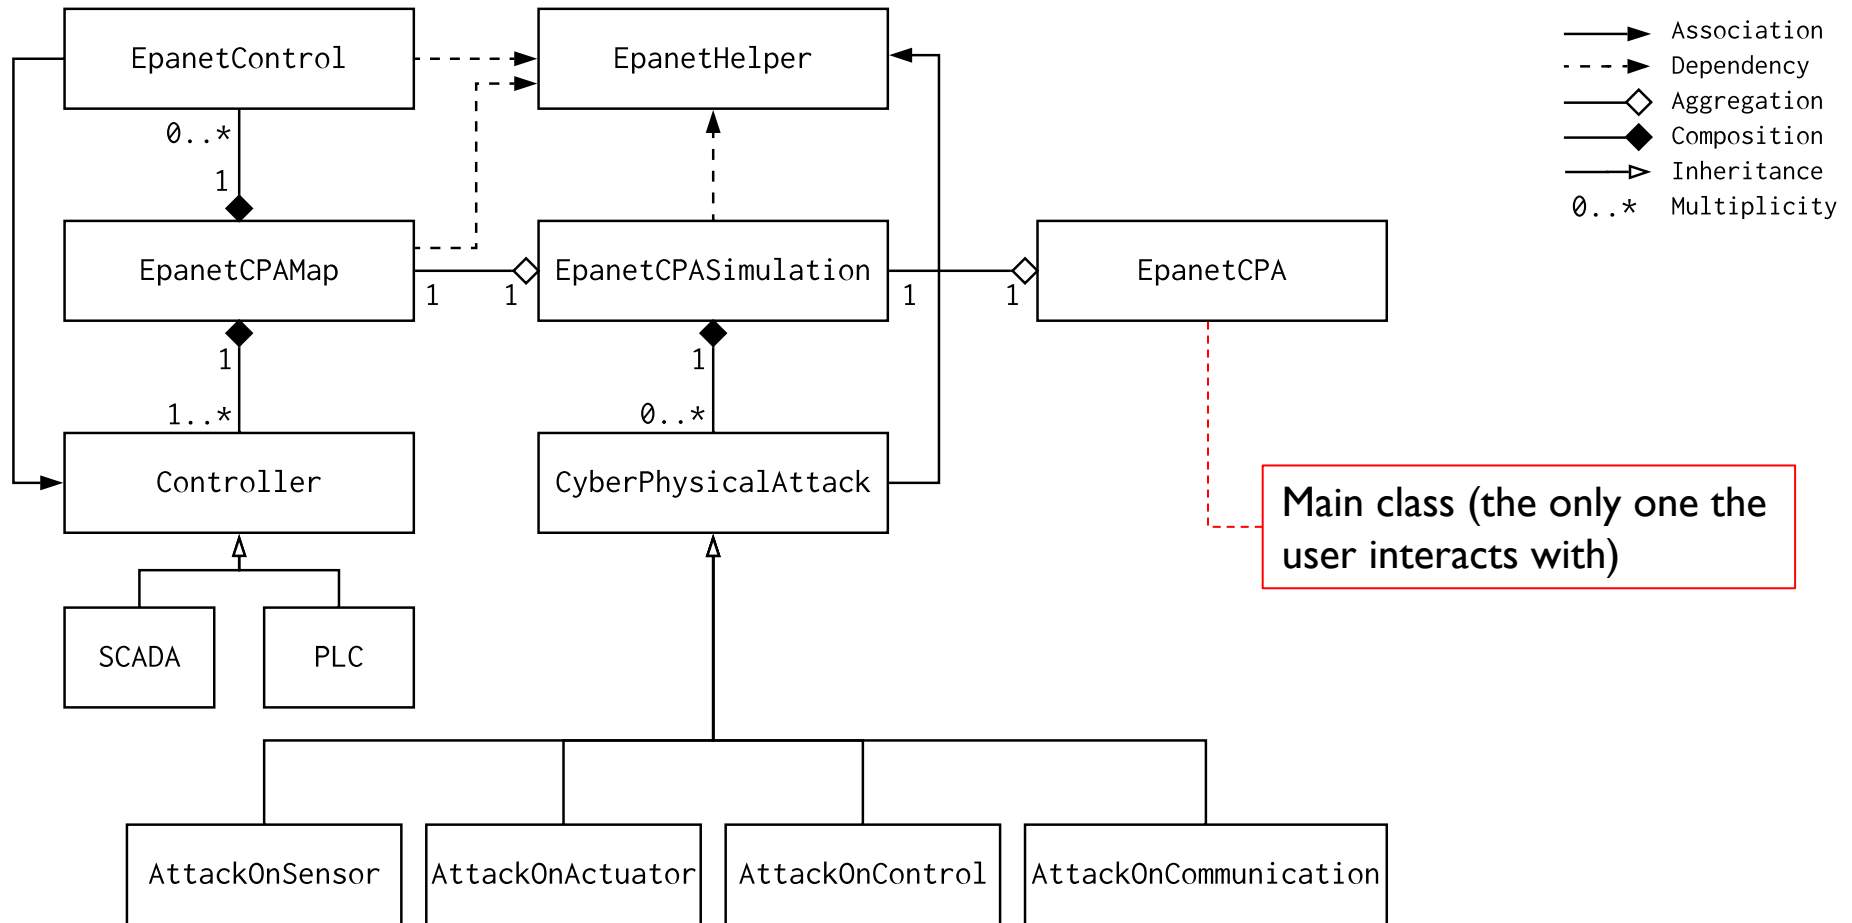 EpanetControl
EpanetHelper
Association
Dependency
Aggregation
Composition
Inheritance
0..* Multiplicity
0..*
1
EpanetCPAMap
EpanetCPASimulation
EpanetCPA
1
1
1
1
1
1
1..*
0..*
Controller
CyberPhysicalAttack
Main class (the only one the
user interacts with)
SCADA
PLC
AttackOnSensor
AttackOnActuator
AttackOnControl
AttackOnCommunication